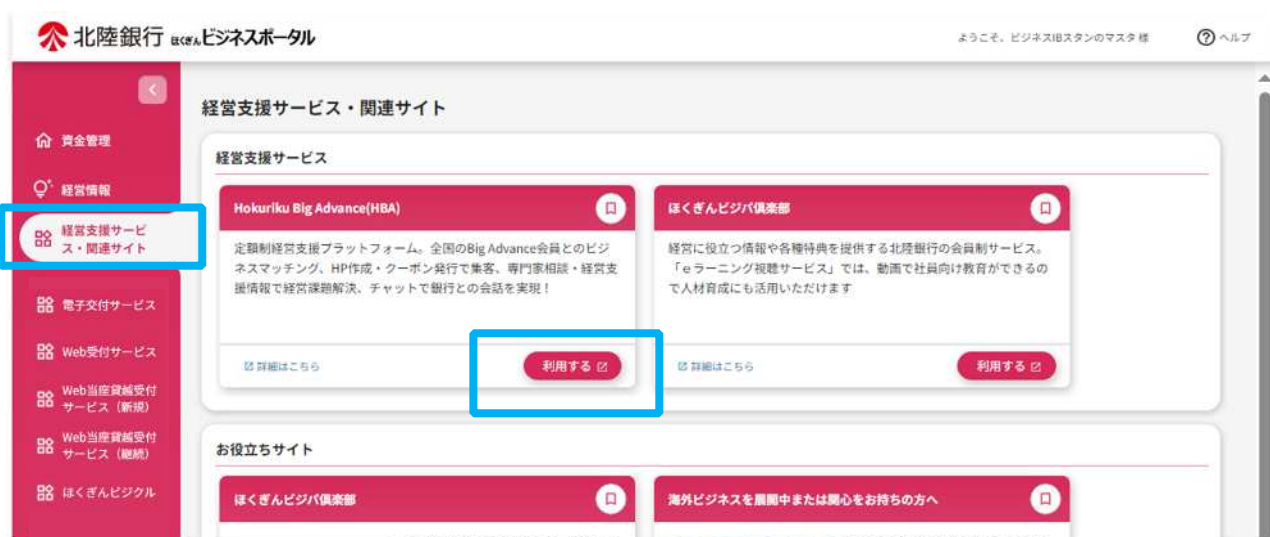 北陸銀行 ほくぎんビジネスポータル
ようこそ、ビジネスIBスタンのマスタ 様
ヘルプ
資金管理
経営情報
経営支援サービ
ス・関連サイト
電子交付サービス
Web受付サービス
Web当座貸越受付
サービス（新規）
Web当座貸越受付
サービス（継続）
ほくぎんビジクル
経営支援サービス・関連サイト
経営支援サービス
Hokuriku Big Advance(HBA)
定額制経営支援プラットフォーム。全国のBig Advance会員とのビジ
ネスマッチング、HP作成・クーポン発行で集客、専門家相談・経営支
援情報で経営課題解決、チャットで銀行との会話を実現！
詳細はこちら
利用する
ほくぎんビジパ倶楽部
経営に役立つ情報や各種特典を提供する北陸銀行の会員制サービス。
「eラーニング視聴サービス」では、動画で社員向け教育ができるの
で人材育成にも活用いただけます
詳細はこちら
利用する
お役立ちサイト
ほくぎんビジパ倶楽部
海外ビジネスを展開中または関心をお持ちの方へ